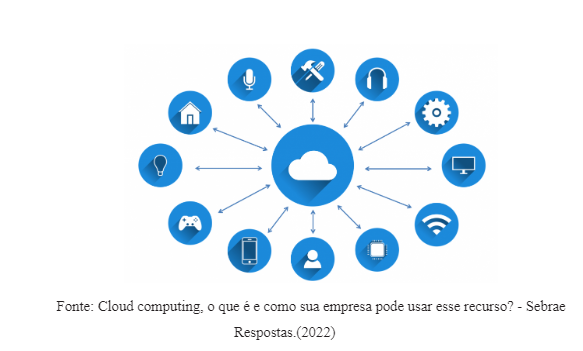 Fonte: Cloud computing, o que é e como sua empresa pode usar esse recurso? - Sebrae
Respostas.(2022)